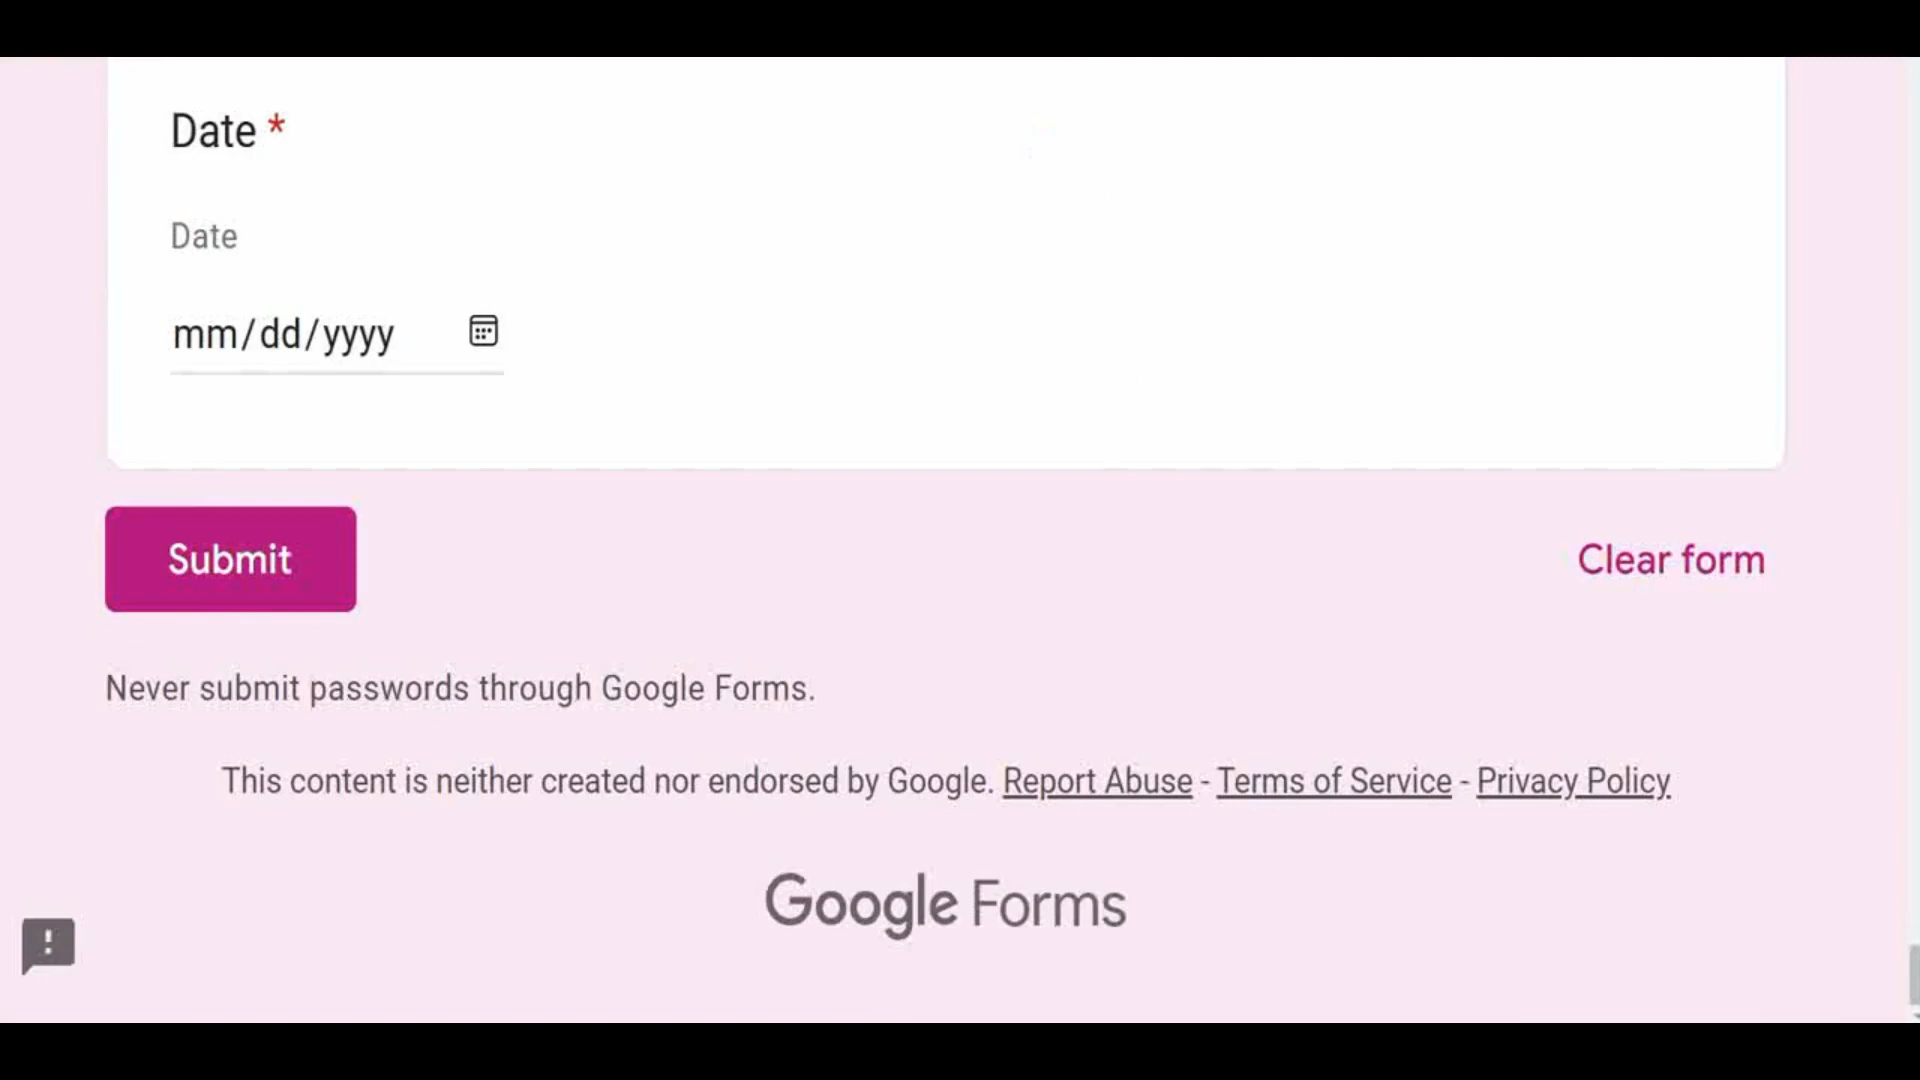 Date *
Date
mm/dd/yyyy
Submit
Clear form
Never submit passwords through Google Forms.
This content is neither created nor endorsed by Google. Report Abuse - Terms of Service - Privacy Policy
Google Forms